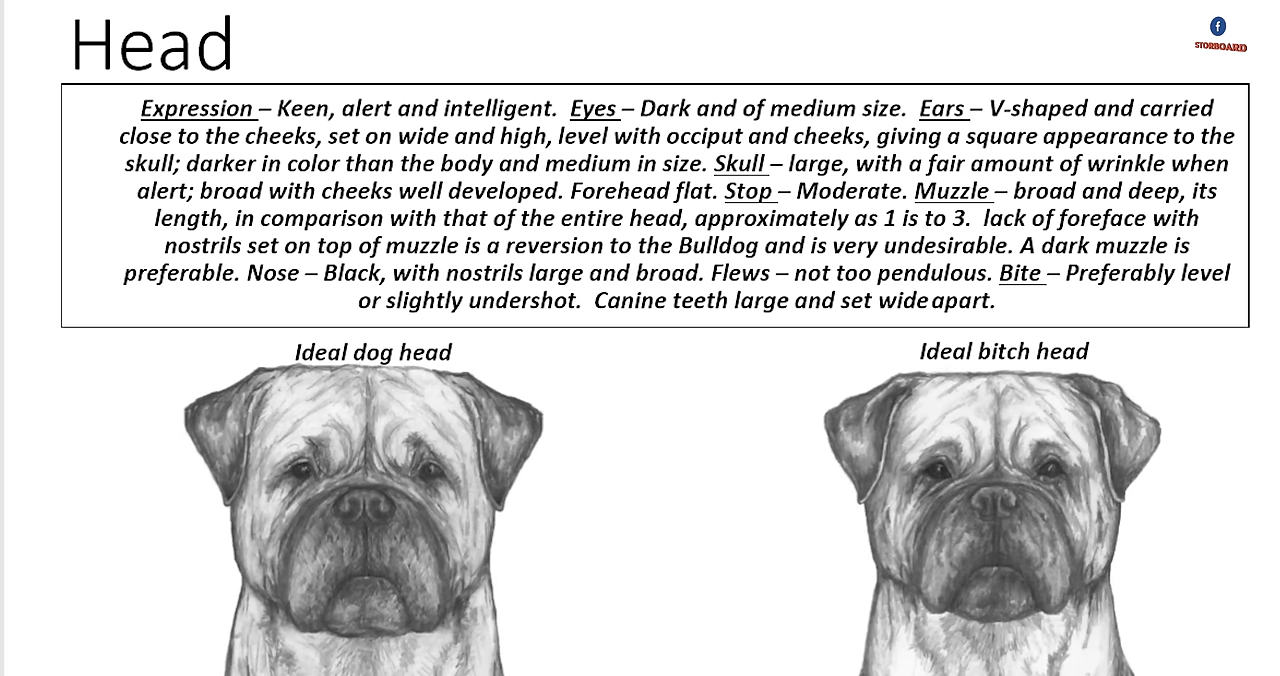 Head
f
STORBOARD
Expression – Keen, alert and intelligent.  Eyes – Dark and of medium size.  Ears – V-shaped and carried
close to the cheeks, set on wide and high, level with occiput and cheeks, giving a square appearance to the
skull; darker in color than the body and medium in size. Skull – large, with a fair amount of wrinkle when
alert; broad with cheeks well developed. Forehead flat. Stop – Moderate. Muzzle – broad and deep, its
length, in comparison with that of the entire head, approximately as 1 is to 3.  lack of foreface with
nostrils set on top of muzzle is a reversion to the Bulldog and is very undesirable. A dark muzzle is
preferable. Nose – Black, with nostrils large and broad. Flews – not too pendulous. Bite – Preferably level
or slightly undershot.  Canine teeth large and set wide apart.
Ideal dog head
Ideal bitch head